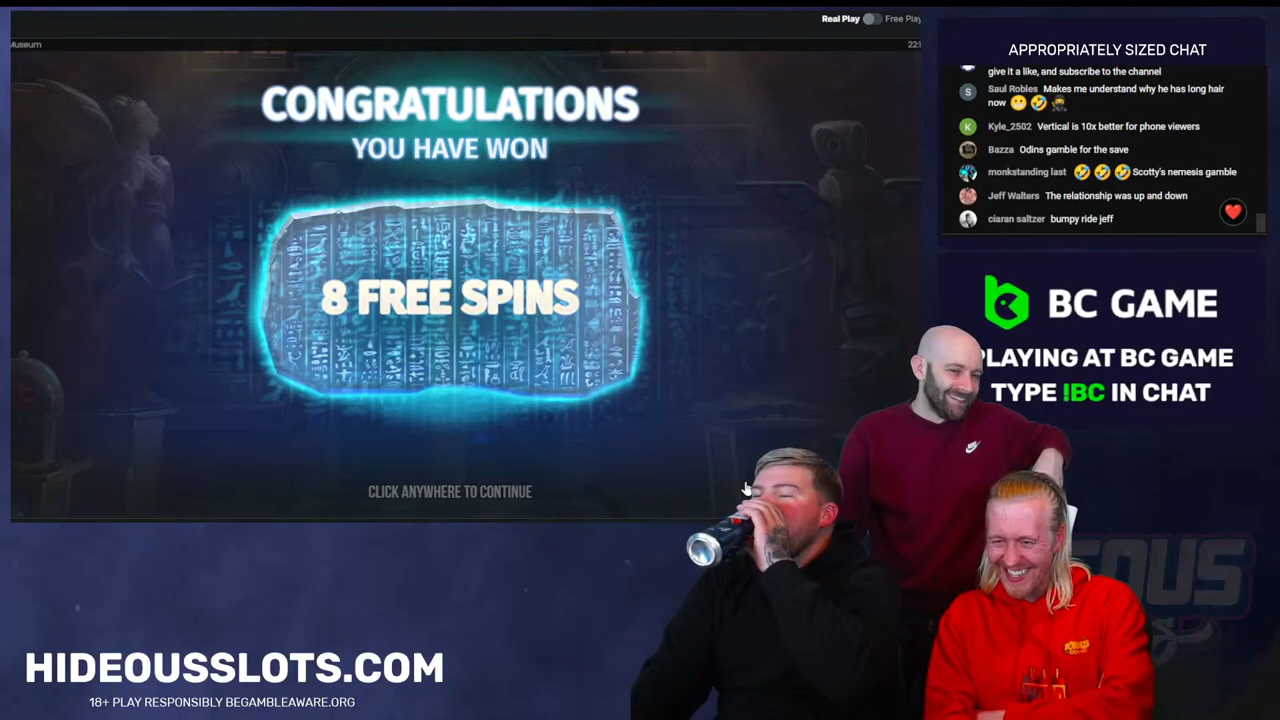 Real Play Free Play
Museum
CONGRATULATIONS
YOU HAVE WON
8 FREE SPINS
CLICK ANYWHERE TO CONTINUE
APPROPRIATELY SIZED CHAT
give it a like, and subscribe to the channel
S Saul Robles Makes me understand why he has long hair
now 😬 🤣 🥷
K Kyle_2502 Vertical is 10x better for phone viewers
Bazza Odins gamble for the save
monkstanding last 🤣 🤣 🤣 Scotty's nemesis gamble
Jeff Walters The relationship was up and down
ciaran saltzer bumpy ride jeff
BC GAME
PLAYING AT BC GAME
TYPE !BC IN CHAT
HIDEOUSSLOTS.COM
18+ PLAY RESPONSIBLY BEGAMBLEAWARE.ORG